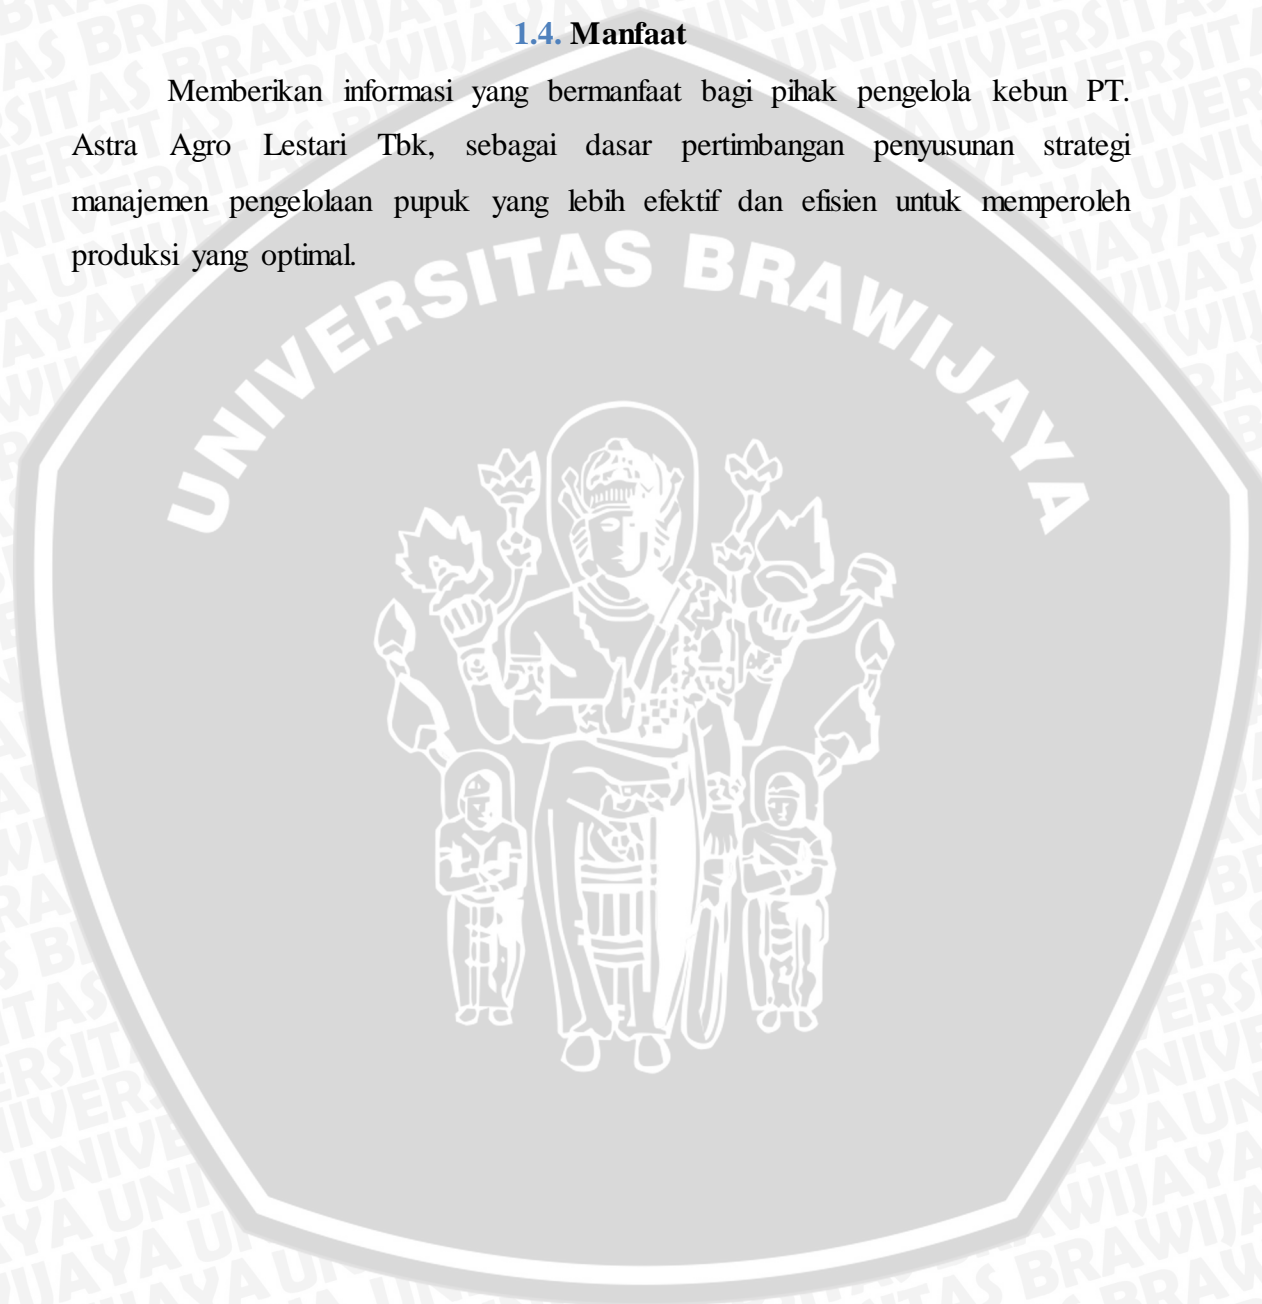 1.4. Manfaat
Memberikan informasi yang bermanfaat bagi pihak pengelola kebun PT.
Astra Agro Lestari Tbk, sebagai dasar pertimbangan penyusunan strategi
manajemen pengelolaan pupuk yang lebih efektif dan efisien untuk memperoleh
produksi yang optimal.
UNIVERSITAS BRAWIJAYA